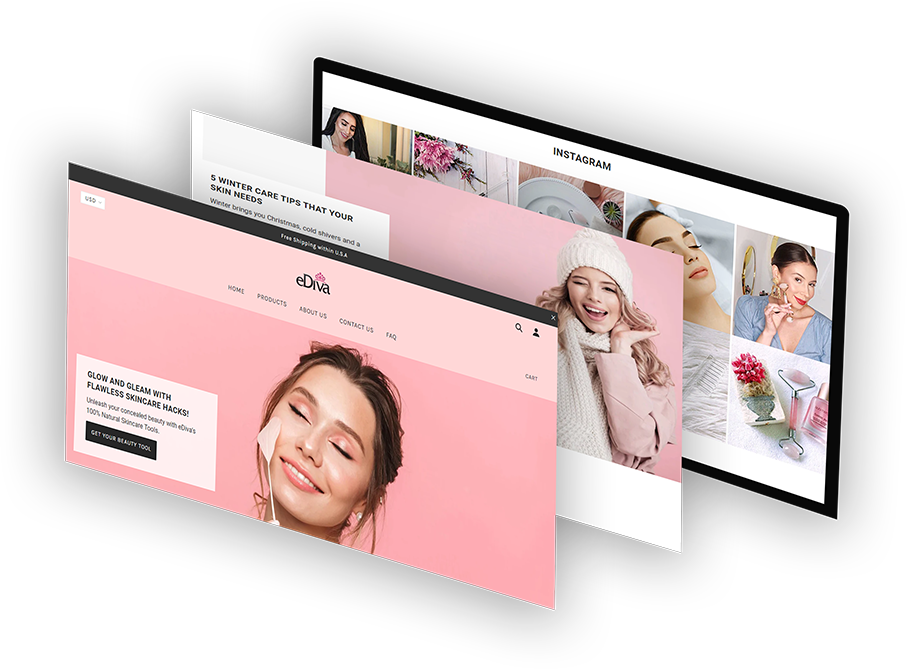 INSTAGRAM
5 WINTER CARE TIPS THAT YOUR
SKIN NEEDS
Winter brings you Christmas, cold shivers and a
USD
Free Shipping within U.S.A
eDiva
HOME PRODUCTS ABOUT US CONTACT US FAQ
CART
GLOW AND GLEAM WITH
FLAWLESS SKINCARE HACKS!
Unleash your concealed beauty with eDiva's
100% Natural Skincare Tools.
GET YOUR BEAUTY TOOL